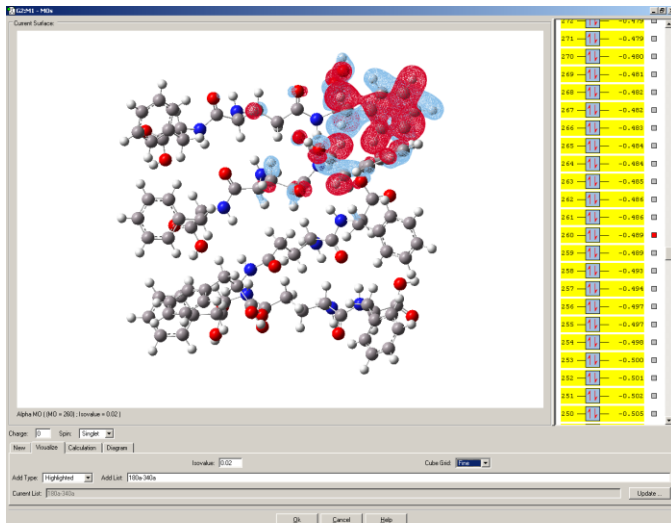 G2:M1 - MOs
Current Surface:
272 -0.479
271 -0.479
270 -0.480
269 -0.481
268 -0.482
267 -0.482
266 -0.483
265 -0.484
264 -0.484
263 -0.485
262 -0.486
261 -0.486
260 -0.489
259 -0.489
258 -0.493
257 -0.494
256 -0.497
255 -0.497
254 -0.498
253 -0.500
252 -0.501
251 -0.502
250 -0.505
Alpha MO ( (MO = 260) ; Isovalue = 0.02 )
Charge: 0 Spin: Singlet
New Visualize Calculation Diagram
Isovalue: 0.02 Cube Grid: Fine
Add Type: Highlighted Add List: 180a-340a
Current List: 180a-340a Update ...
Ok Cancel Help